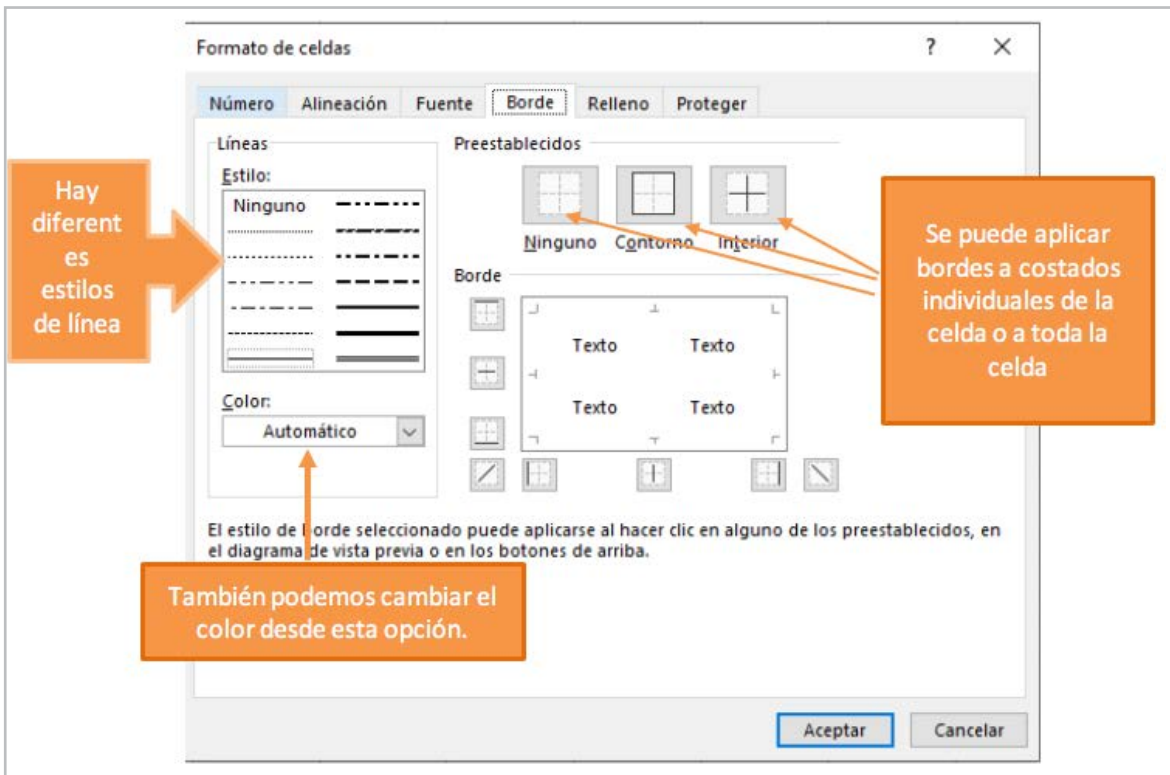 Formato de celdas
?
Número
Alineación
Fuente
Borde
Relleno
Proteger
Líneas
Estilo:
Ninguno
Color:
Automático
Preestablecidos
Ninguno
Contorno
Interior
Borde
Texto
Texto
Texto
Texto
El estilo de borde seleccionado puede aplicarse al hacer clic en alguno de los preestablecidos, en
el diagrama de vista previa o en los botones de arriba.
Aceptar
Cancelar
Hay
diferent
es
estilos
de línea
Se puede aplicar
bordes a costados
individuales de la
celda o a toda la
celda
También podemos cambiar el
color desde esta opción.